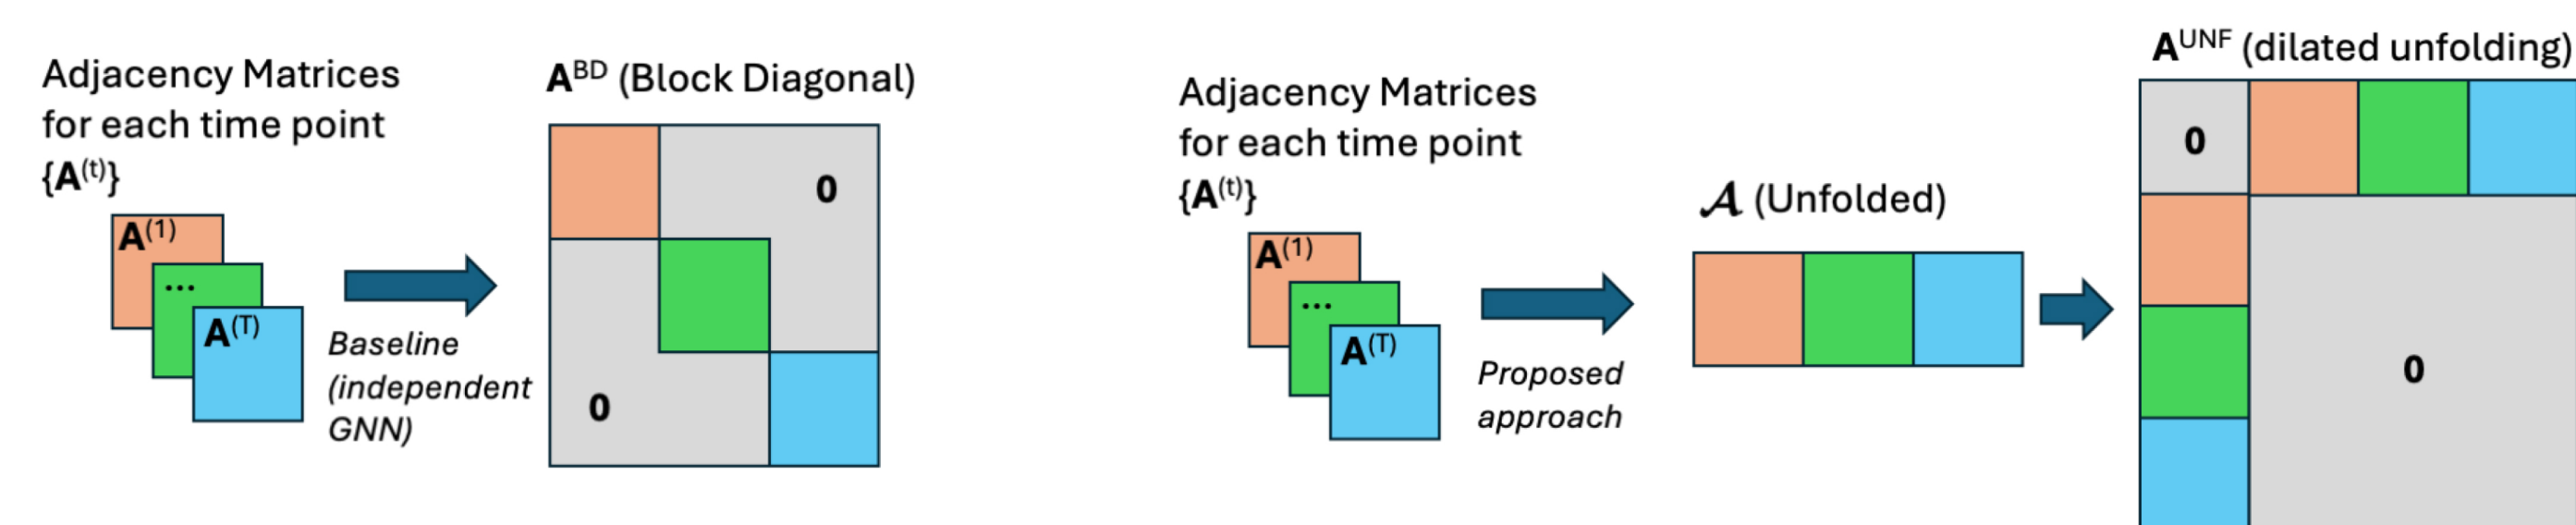 Adjacency Matrices
for each time point
{A⁽ᵗ⁾}
A⁽¹⁾
...
A⁽ᵀ⁾
Baseline
(independent
GNN)
Aᴮᴰ (Block Diagonal)
0
0
Adjacency Matrices
for each time point
{A⁽ᵗ⁾}
A⁽¹⁾
...
A⁽ᵀ⁾
Proposed
approach
𝓐 (Unfolded)
A^UNF (dilated unfolding)
0
0